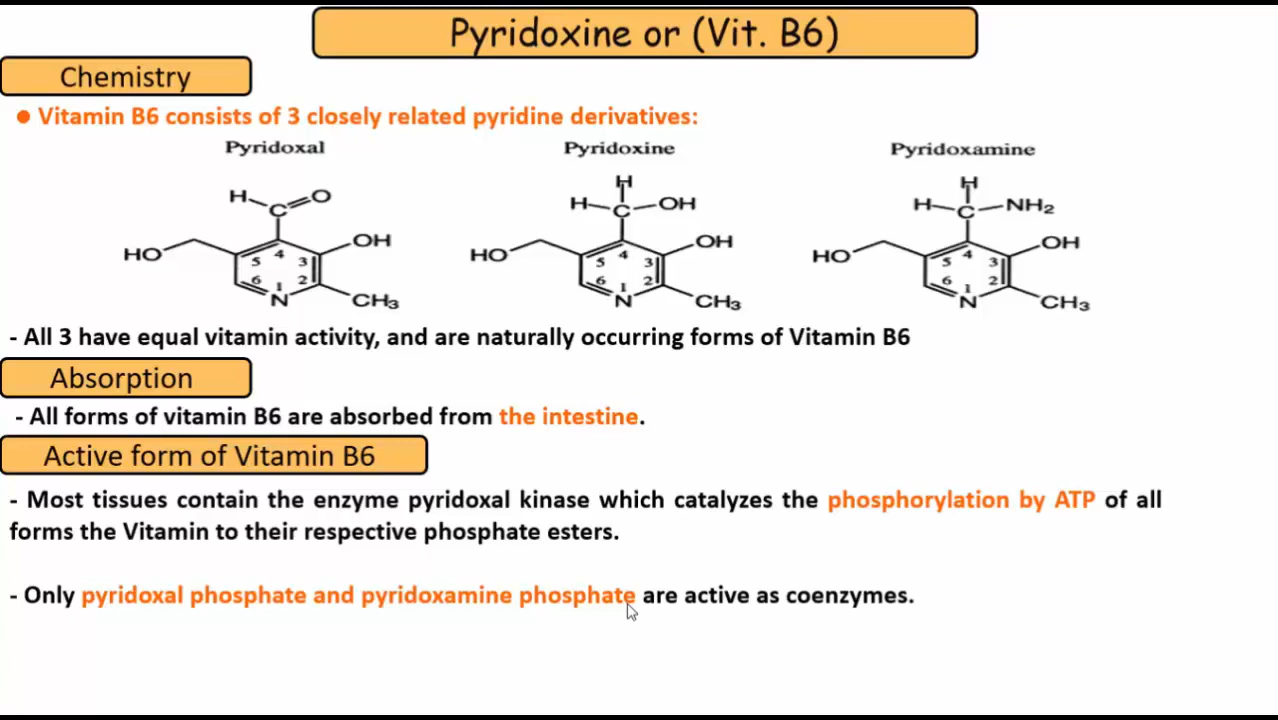 Pyridoxine or (Vit. B6)
Chemistry
● Vitamin B6 consists of 3 closely related pyridine derivatives:
Pyridoxal Pyridoxine Pyridoxamine
H C O HO OH 5 4 3 6 1 2 N CH₃
H H C OH HO OH 5 4 3 6 1 2 N CH₃
H H C NH₂ HO OH 5 4 3 6 1 2 N CH₃
- All 3 have equal vitamin activity, and are naturally occurring forms of Vitamin B6
Absorption
- All forms of vitamin B6 are absorbed from the intestine.
Active form of Vitamin B6
- Most tissues contain the enzyme pyridoxal kinase which catalyzes the phosphorylation by ATP of all
forms the Vitamin to their respective phosphate esters.
- Only pyridoxal phosphate and pyridoxamine phosphate are active as coenzymes.